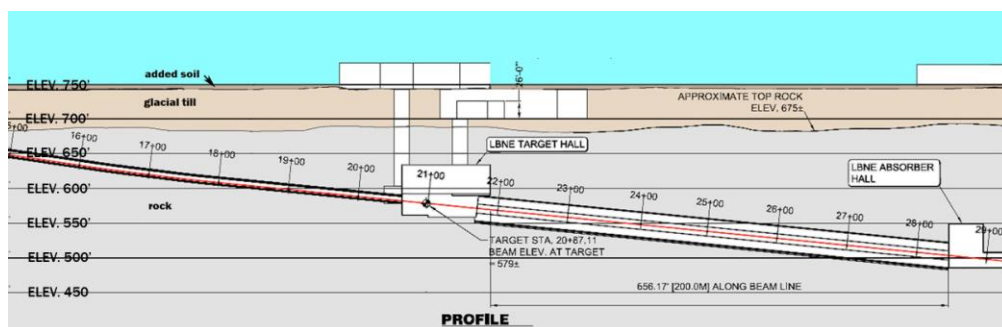 added soil
ELEV. 750'
glacial till
26'-0"
APPROXIMATE TOP ROCK
ELEV. 675±
ELEV. 700'
15+00
16+00
17+00
18+00
19+00
20+00
ELEV. 650'
LBNE TARGET HALL
LBNE ABSORBER
HALL
ELEV. 600'
21+00
22+00
23+00
24+00
25+00
26+00
27+00
28+00
29+00
rock
ELEV. 550'
TARGET STA. 20+87.11
BEAM ELEV. AT TARGET
= 579±
ELEV. 500'
656.17' [200.0M] ALONG BEAM LINE
ELEV. 450
PROFILE